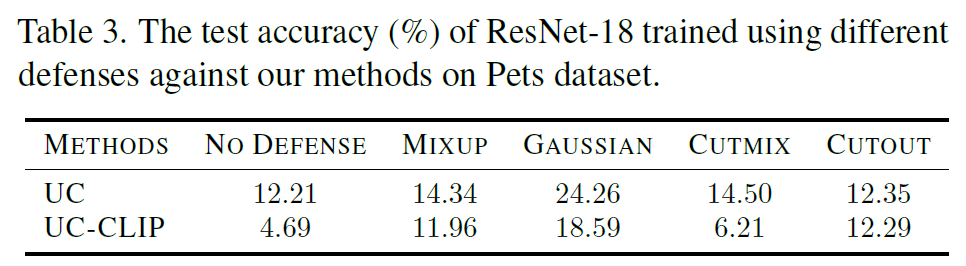 Table 3. The test accuracy (%) of ResNet-18 trained using different
defenses against our methods on Pets dataset.
METHODS NO DEFENSE MIXUP GAUSSIAN CUTMIX CUTOUT
UC 12.21 14.34 24.26 14.50 12.35
UC-CLIP 4.69 11.96 18.59 6.21 12.29